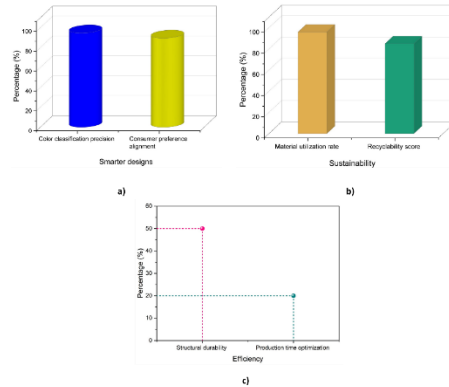 100
80
60
40
20
0
Percentage (%)
Color classification precision
Consumer preference
alignment
Smarter designs
a)
100
80
60
40
20
0
Percentage (%)
Material utilization rate
Recyclability score
Sustainability
b)
60
50
40
30
20
10
0
Percentage (%)
Structural durability
Production time optimization
Efficiency
c)